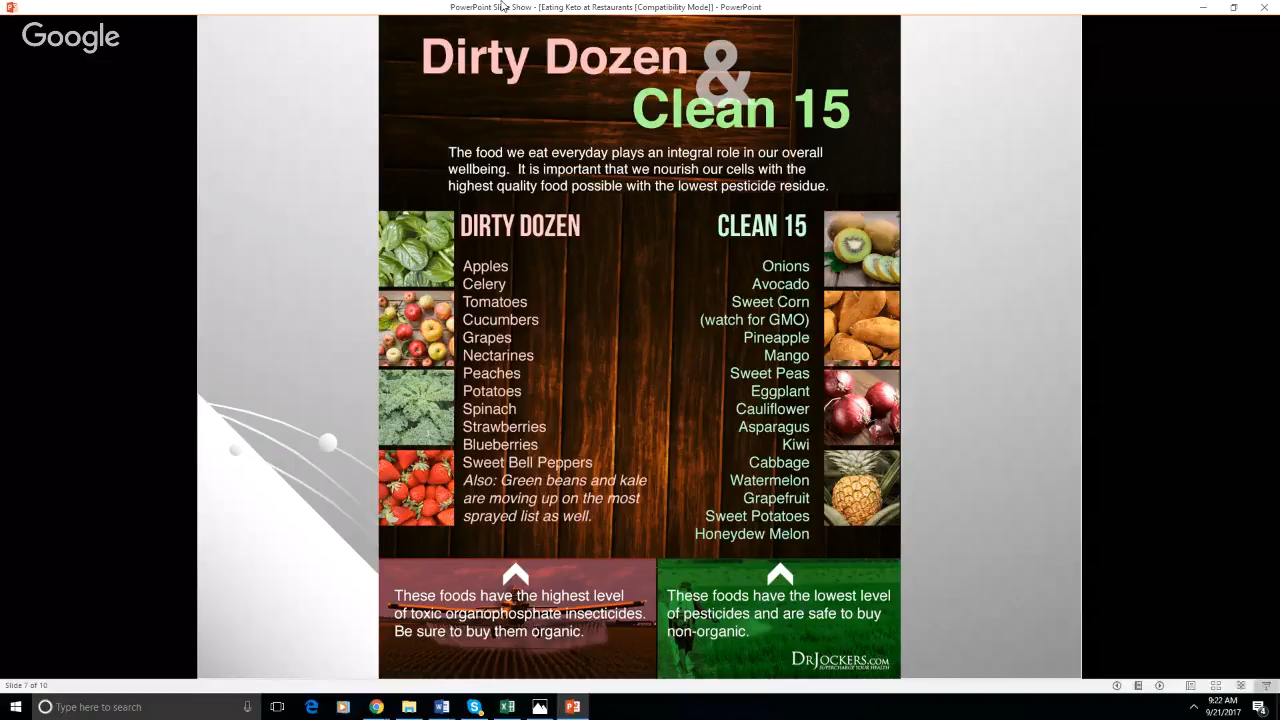 PowerPoint Slide Show - [Eating Keto at Restaurants [Compatibility Mode]] - PowerPoint
Google
Dirty Dozen
&
Clean 15
The food we eat everyday plays an integral role in our overall
wellbeing. It is important that we nourish our cells with the
highest quality food possible with the lowest pesticide residue.
DIRTY DOZEN
Apples
Celery
Tomatoes
Cucumbers
Grapes
Nectarines
Peaches
Potatoes
Spinach
Strawberries
Blueberries
Sweet Bell Peppers
Also: Green beans and kale
are moving up on the most
sprayed list as well.
CLEAN 15
Onions
Avocado
Sweet Corn
(watch for GMO)
Pineapple
Mango
Sweet Peas
Eggplant
Cauliflower
Asparagus
Kiwi
Cabbage
Watermelon
Grapefruit
Sweet Potatoes
Honeydew Melon
These foods have the highest level
of toxic organophosphate insecticides.
Be sure to buy them organic.
These foods have the lowest level
of pesticides and are safe to buy
non-organic.
DRJOCKERS.COM
SUPERCHARGE YOUR HEALTH
Slide 7 of 10
Type here to search
9:22 AM
9/21/2017
4